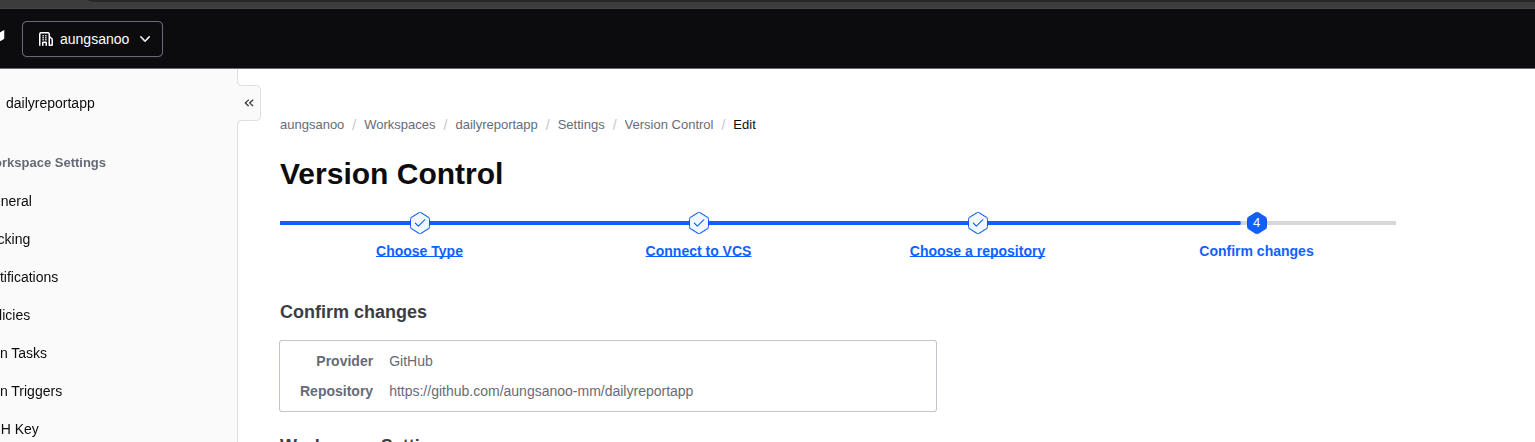 aungsanoo
dailyreportapp
aungsanoo / Workspaces / dailyreportapp / Settings / Version Control / Edit
Version Control
4
Choose Type
Connect to VCS
Choose a repository
Confirm changes
orkspace Settings
neral
cking
tifications
licies
n Tasks
n Triggers
H Key
Confirm changes
Provider GitHub
Repository https://github.com/aungsanoo-mm/dailyreportapp